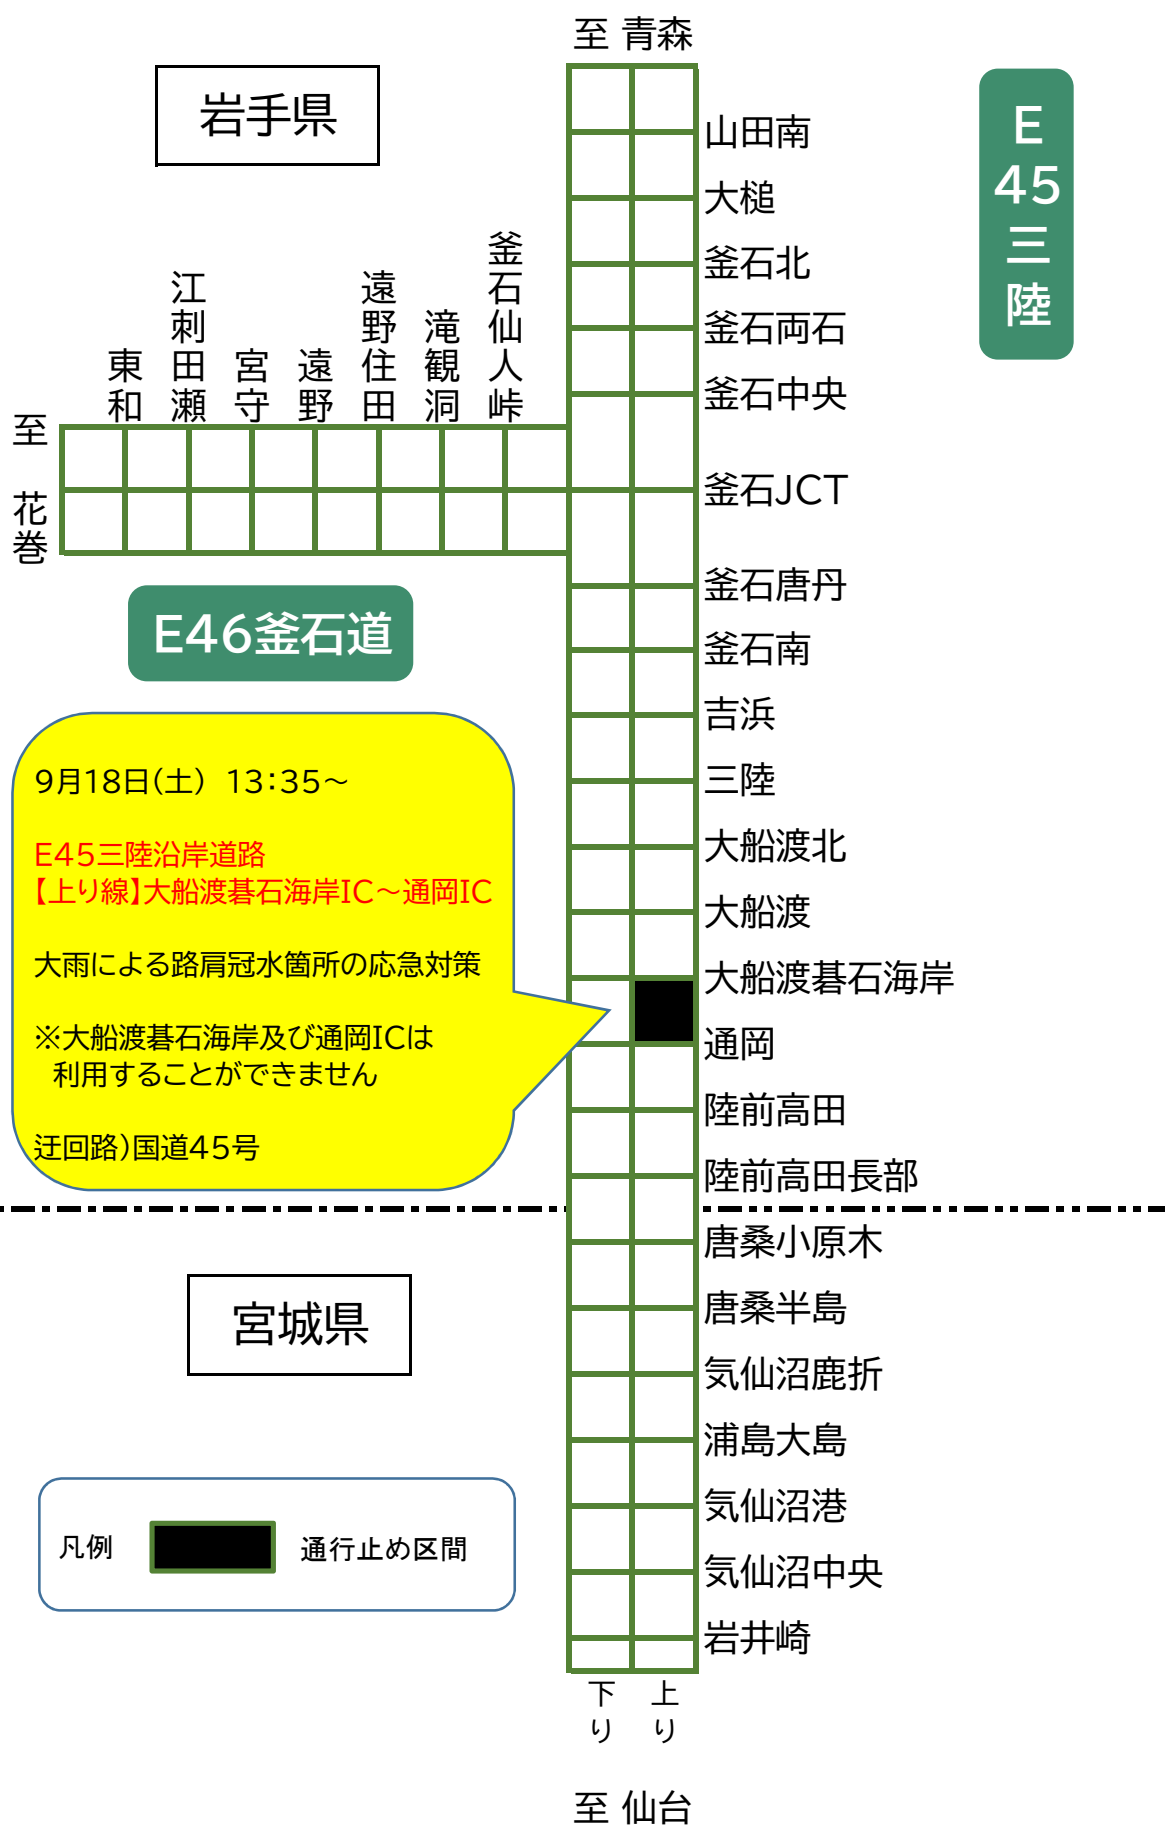 至 青森
岩手県
E
45
三
陸
山田南
大槌
釜石北
釜石両石
釜石中央
釜石JCT
釜石唐丹
釜石南
吉浜
三陸
大船渡北
大船渡
大船渡碁石海岸
通岡
陸前高田
陸前高田長部
唐桑小原木
唐桑半島
気仙沼鹿折
浦島大島
気仙沼港
気仙沼中央
岩井崎
至 花巻
東和
江刺田瀬
宮守
遠野
遠野住田
滝観洞
釜石仙人峠
E46釜石道
9月18日(土) 13:35～
E45三陸沿岸道路
【上り線】大船渡碁石海岸IC～通岡IC
大雨による路肩冠水箇所の応急対策
※大船渡碁石海岸及び通岡ICは
利用することができません
迂回路)国道45号
宮城県
凡例 通行止め区間
下り
上り
至 仙台